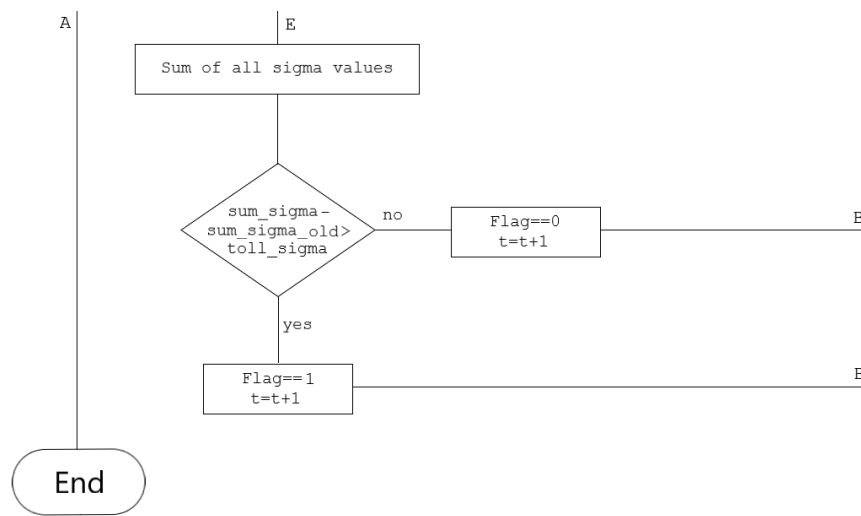 A
E
Sum of all sigma values
sum_sigma-
sum_sigma_old>
toll_sigma
no
Flag==0
t=t+1
B
yes
Flag==1
t=t+1
B
End